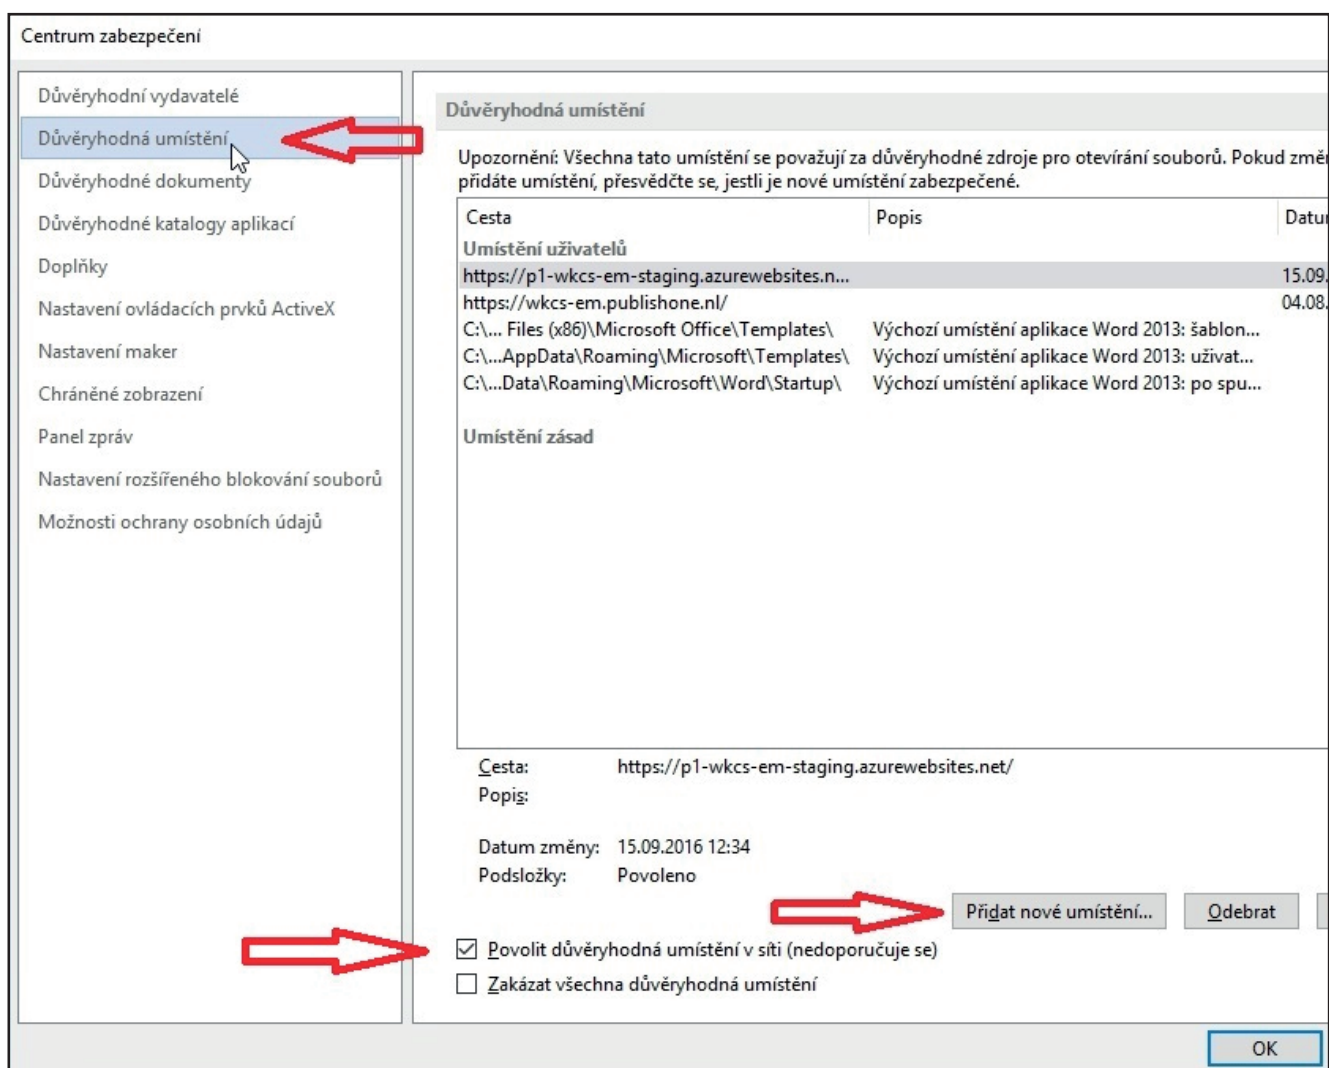 Centrum zabezpečení
Důvěryhodní vydavatelé
Důvěryhodná umístění
Důvěryhodné dokumenty
Důvěryhodné katalogy aplikací
Doplňky
Nastavení ovládacích prvků ActiveX
Nastavení maker
Chráněné zobrazení
Panel zpráv
Nastavení rozšířeného blokování souborů
Možnosti ochrany osobních údajů
Důvěryhodná umístění
Upozornění: Všechna tato umístění se považují za důvěryhodné zdroje pro otevírání souborů. Pokud změ
přidáte umístění, přesvědčte se, jestli je nové umístění zabezpečené.
Cesta Popis Datu
Umístění uživatelů
https://p1-wkcs-em-staging.azurewebsites.n... 15.09.
https://wkcs-em.publishone.nl/ 04.08.
C:\... Files (x86)\Microsoft Office\Templates\ Výchozí umístění aplikace Word 2013: šablon...
C:\...AppData\Roaming\Microsoft\Templates\ Výchozí umístění aplikace Word 2013: uživat...
C:\...Data\Roaming\Microsoft\Word\Startup\ Výchozí umístění aplikace Word 2013: po spu...
Umístění zásad
Cesta: https://p1-wkcs-em-staging.azurewebsites.net/
Popis:
Datum změny: 15.09.2016 12:34
Podsložky: Povoleno
Přidat nové umístění... Odebrat
Povolit důvěryhodná umístění v síti (nedoporučuje se)
Zakázat všechna důvěryhodná umístění
OK